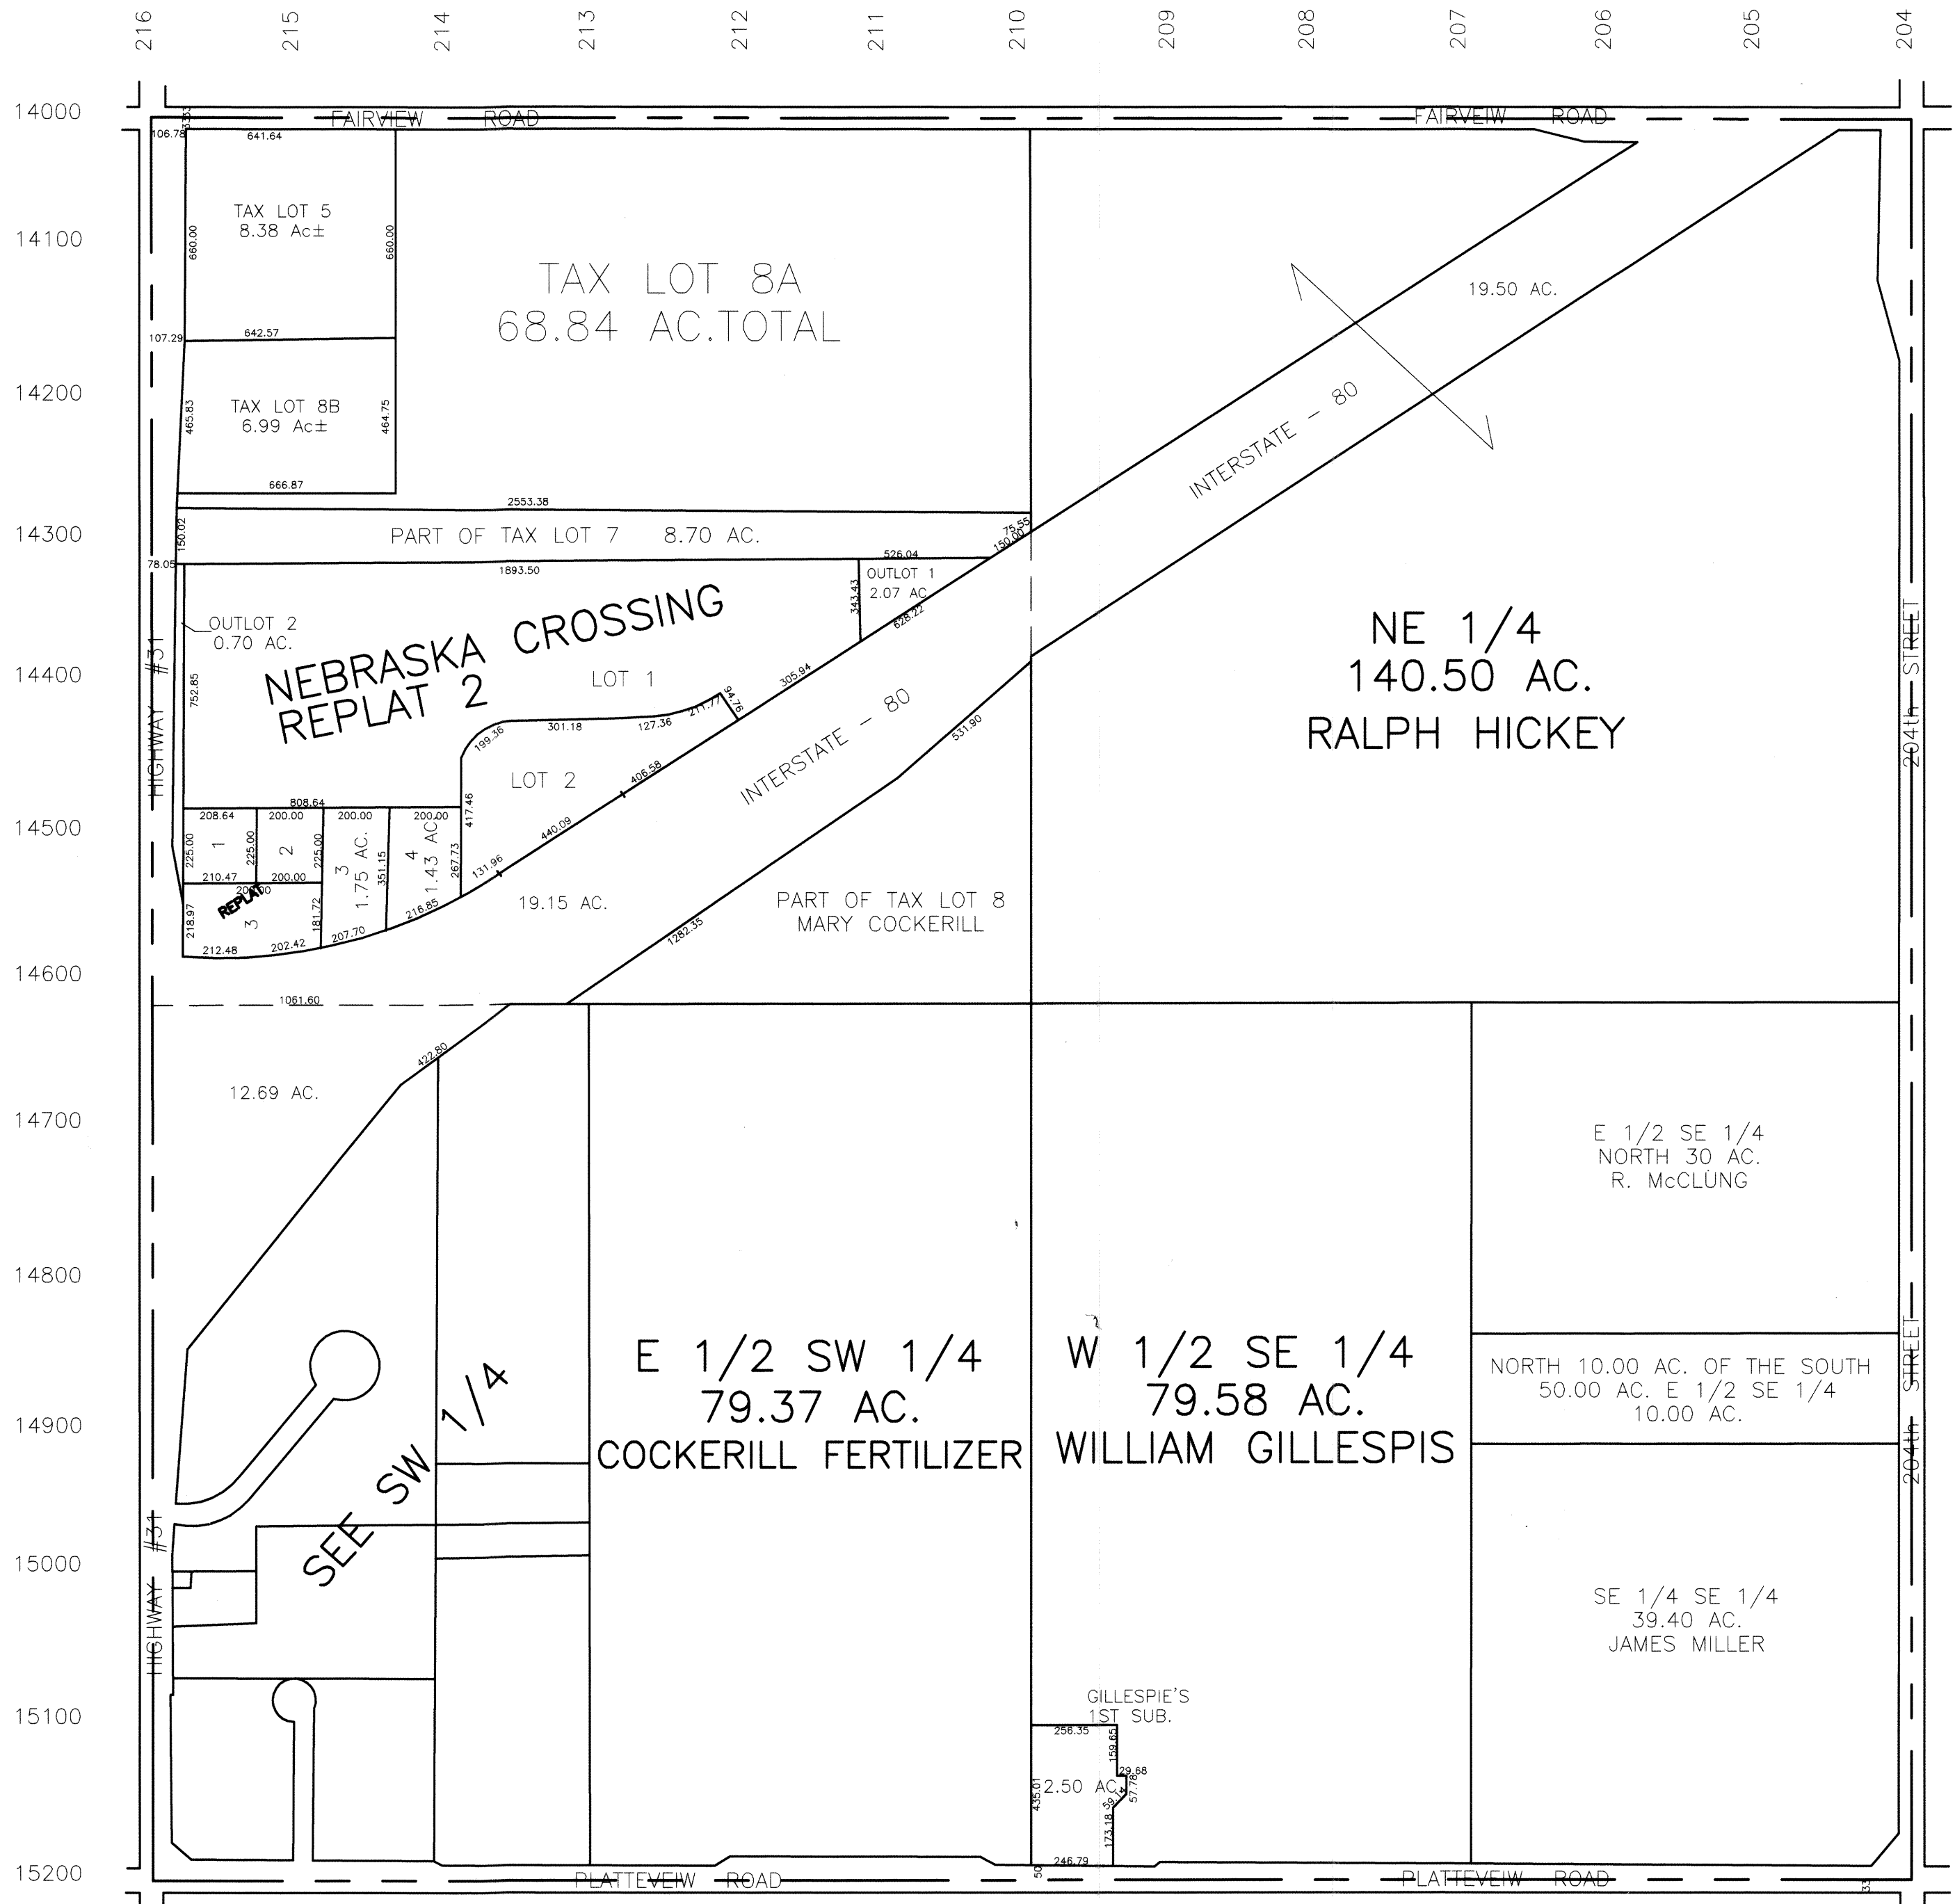 216 215 214 213 212 211 210 209 208 207 206 205 204
14000
FAIRVIEW ROAD
FAIRVEIW ROAD
106.78
33.33
641.64
TAX LOT 5
8.38 Ac±
660.00
660.00
14100
TAX LOT 8A
68.84 AC.TOTAL
19.50 AC.
107.29
642.57
14200
TAX LOT 8B
6.99 Ac±
465.83
464.75
666.87
INTERSTATE - 80
2553.38
14300
150.02
PART OF TAX LOT 7 8.70 AC.
75.55
150.00
78.05
1893.50
526.04
OUTLOT 1
2.07 AC
343.43
628.22
OUTLOT 2
0.70 AC.
NEBRASKA CROSSING
REPLAT 2
HIGHWAY #31
14400
752.85
LOT 1
305.94
94.76
211.77
127.36
301.18
199.36
INTERSTATE - 80
531.90
NE 1/4
140.50 AC.
RALPH HICKEY
204th STREET
LOT 2
406.58
417.46
440.09
131.96
14500
808.64
208.64
200.00
200.00
200.00
225.00
1
225.00
2
225.00
3
1.75 AC.
351.15
4
1.43 AC.
267.73
210.47
200.00
200.00
REPLAT
3
218.97
181.72
212.48
202.42
207.70
216.85
19.15 AC.
1282.35
PART OF TAX LOT 8
MARY COCKERILL
14600
1061.60
422.80
12.69 AC.
14700
E 1/2 SE 1/4
NORTH 30 AC.
R. McCLUNG
14800
E 1/2 SW 1/4
79.37 AC.
COCKERILL FERTILIZER
W 1/2 SE 1/4
79.58 AC.
WILLIAM GILLESPIS
NORTH 10.00 AC. OF THE SOUTH
50.00 AC. E 1/2 SE 1/4
10.00 AC.
204th STREET
14900
SEE SW 1/4
HIGHWAY #31
15000
SE 1/4 SE 1/4
39.40 AC.
JAMES MILLER
15100
GILLESPIE'S
1ST SUB.
256.35
159.65
29.68
57.78
59.14
2.50 AC.
435.01
173.18
246.79
50
15200
PLATTEVEIW ROAD
PLATTEVEIW ROAD
33